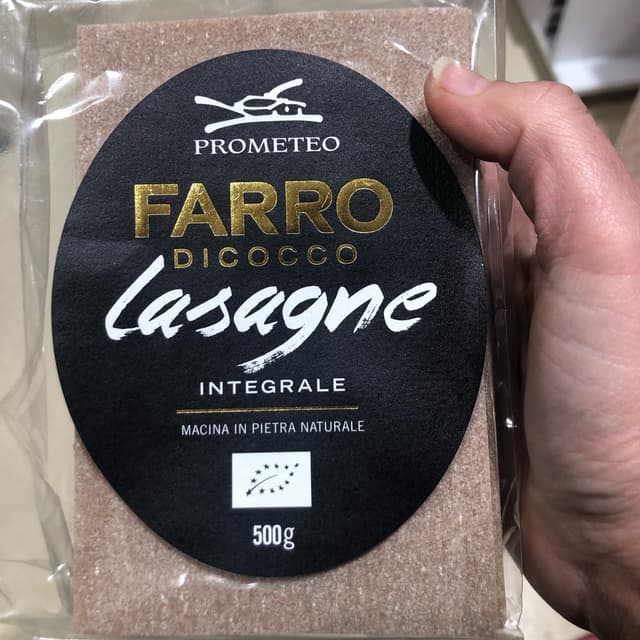 PROMETEO
FARRO
DICOCCO
Lasagne
INTEGRALE
MACINA IN PIETRA NATURALE
500g